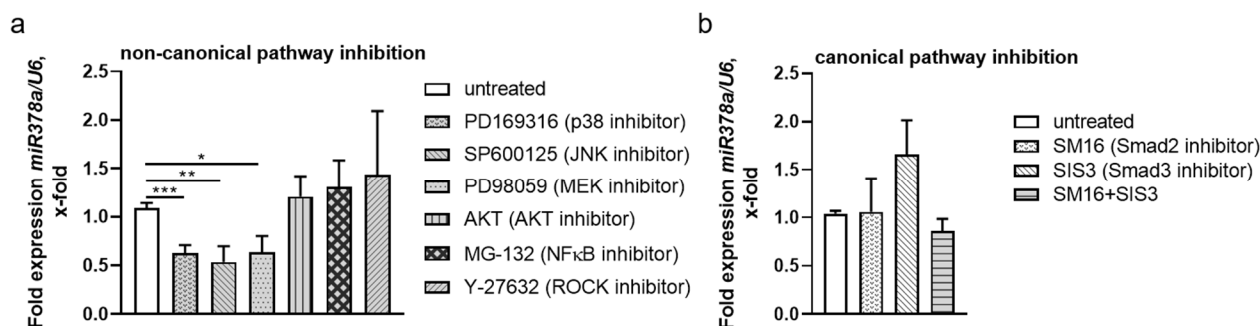 a
non-canonical pathway inhibition
Fold expression miR378a/U6,
x-fold
2.5
2.0
1.5
1.0
0.5
0.0
*
**
***
untreated
PD169316 (p38 inhibitor)
SP600125 (JNK inhibitor)
PD98059 (MEK inhibitor)
AKT (AKT inhibitor)
MG-132 (NFκB inhibitor)
Y-27632 (ROCK inhibitor)
b
canonical pathway inhibition
Fold expression miR378a/U6,
x-fold
2.5
2.0
1.5
1.0
0.5
0.0
untreated
SM16 (Smad2 inhibitor)
SIS3 (Smad3 inhibitor)
SM16+SIS3